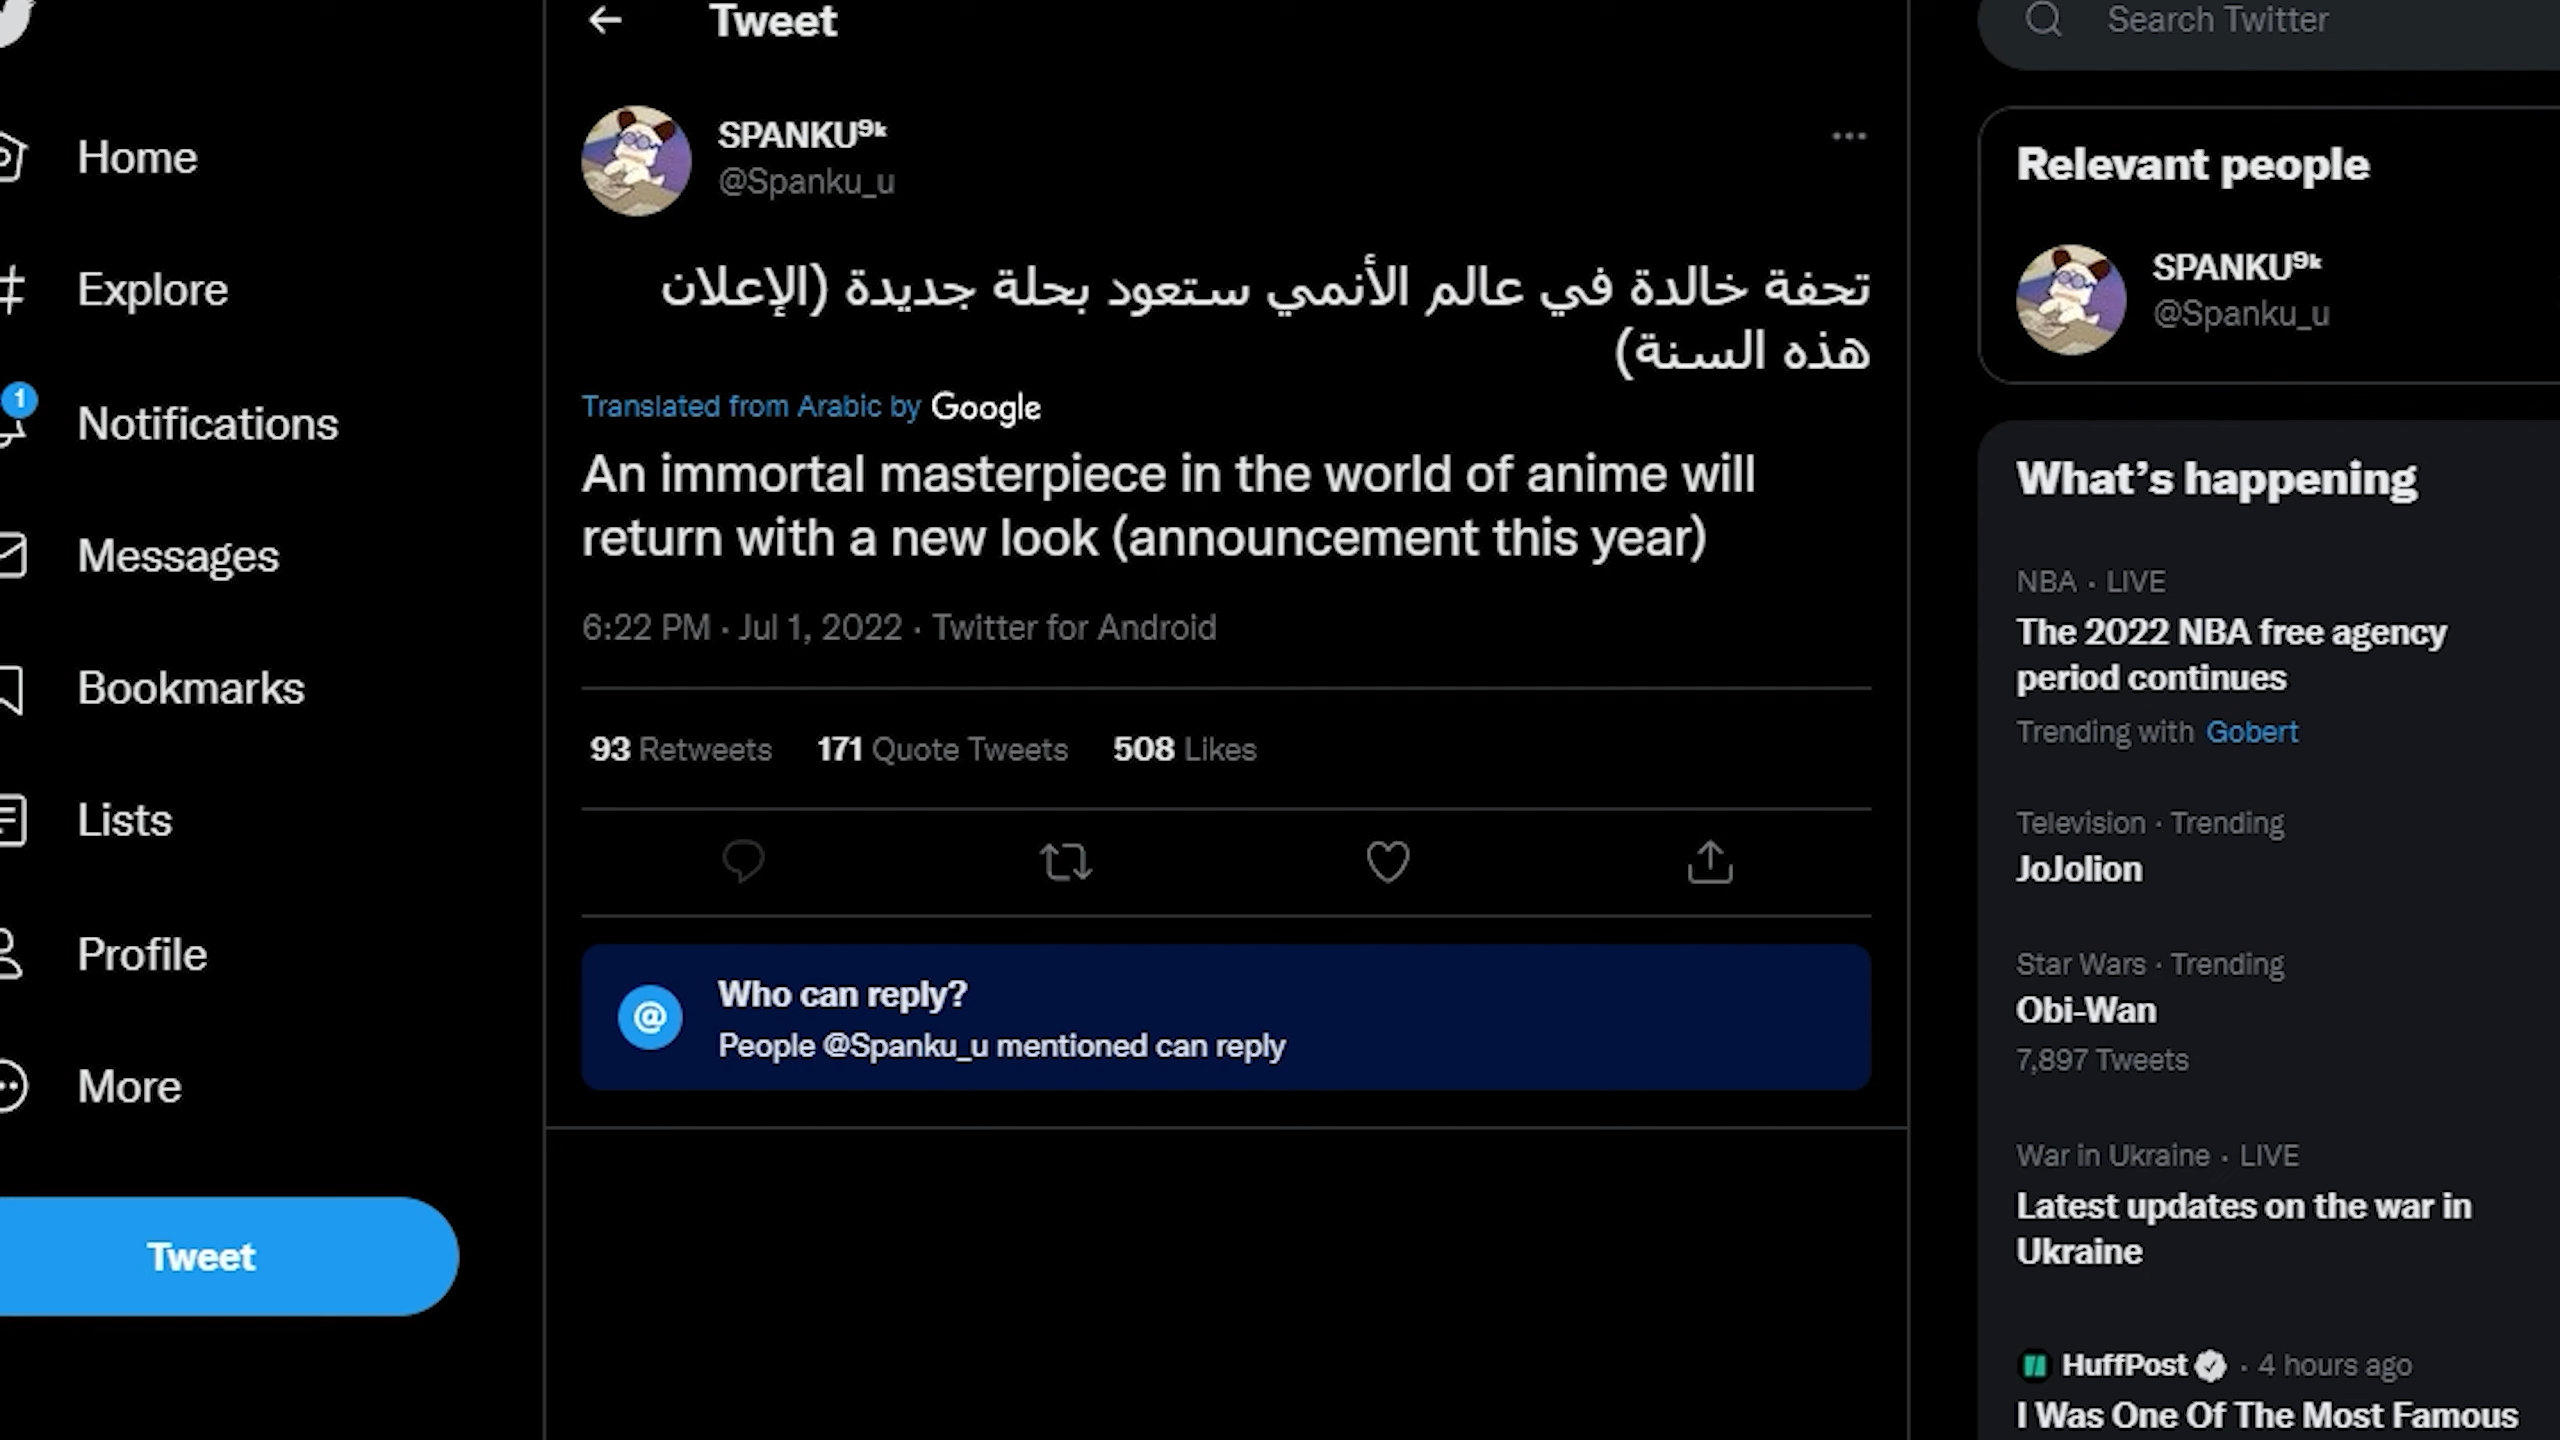 Home
Explore
1
Notifications
Messages
Bookmarks
Lists
Profile
More
Tweet
Tweet
SPANKU⁹ᵏ
@Spanku_u
تحفة خالدة في عالم الأنمي ستعود بحلة جديدة (الإعلان
هذه السنة)
Translated from Arabic by Google
An immortal masterpiece in the world of anime will
return with a new look (announcement this year)
6:22 PM · Jul 1, 2022 · Twitter for Android
93 Retweets 171 Quote Tweets 508 Likes
@
Who can reply?
People @Spanku_u mentioned can reply
Search Twitter
Relevant people
SPANKU⁹ᵏ
@Spanku_u
What's happening
NBA · LIVE
The 2022 NBA free agency
period continues
Trending with Gobert
Television · Trending
JoJolion
Star Wars · Trending
Obi-Wan
7,897 Tweets
War in Ukraine · LIVE
Latest updates on the war in
Ukraine
HuffPost · 4 hours ago
I Was One Of The Most Famous